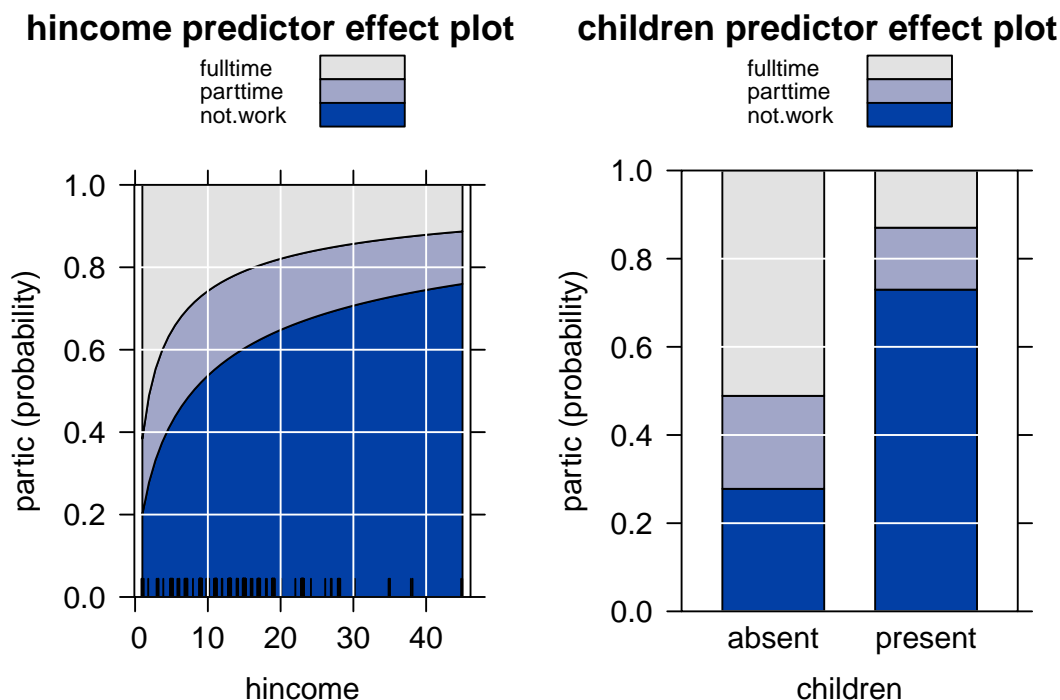 hincome predictor effect plot
fulltime
parttime
not.work
partic (probability)
1.0
0.8
0.6
0.4
0.2
0.0
0 10 20 30 40
hincome
children predictor effect plot
fulltime
parttime
not.work
partic (probability)
1.0
0.8
0.6
0.4
0.2
0.0
absent present
children